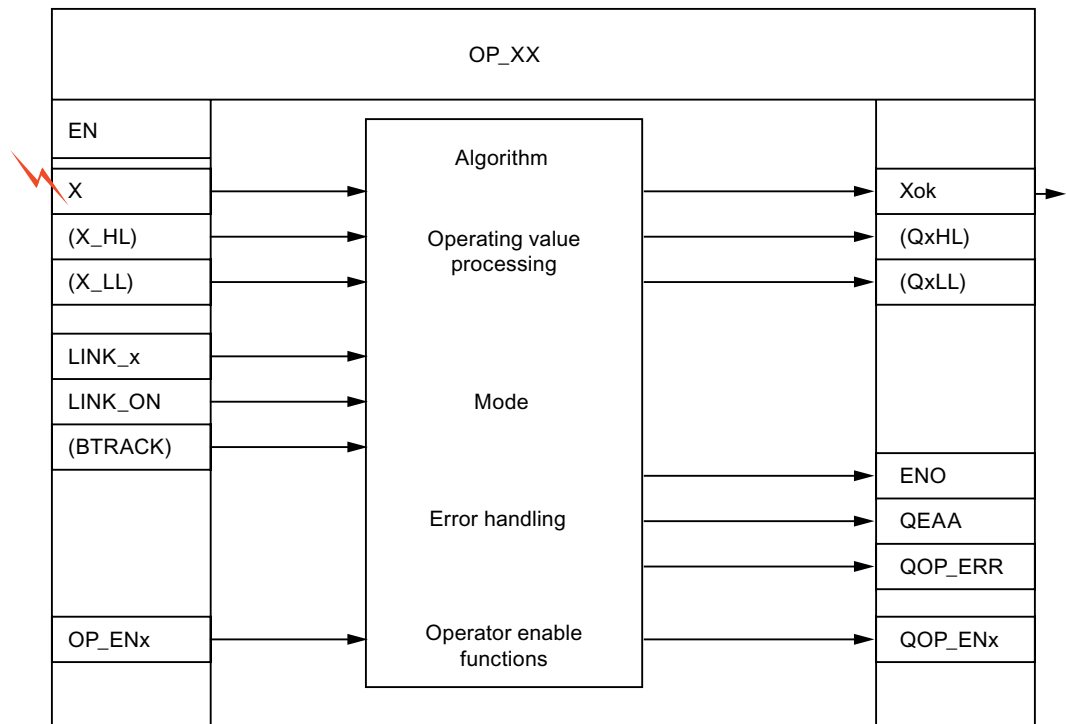 OP_XX
EN
X
(X_HL)
(X_LL)
LINK_x
LINK_ON
(BTRACK)
OP_ENx
Algorithm
Operating value
processing
Mode
Error handling
Operator enable
functions
Xok
(QxHL)
(QxLL)
ENO
QEAA
QOP_ERR
QOP_ENx